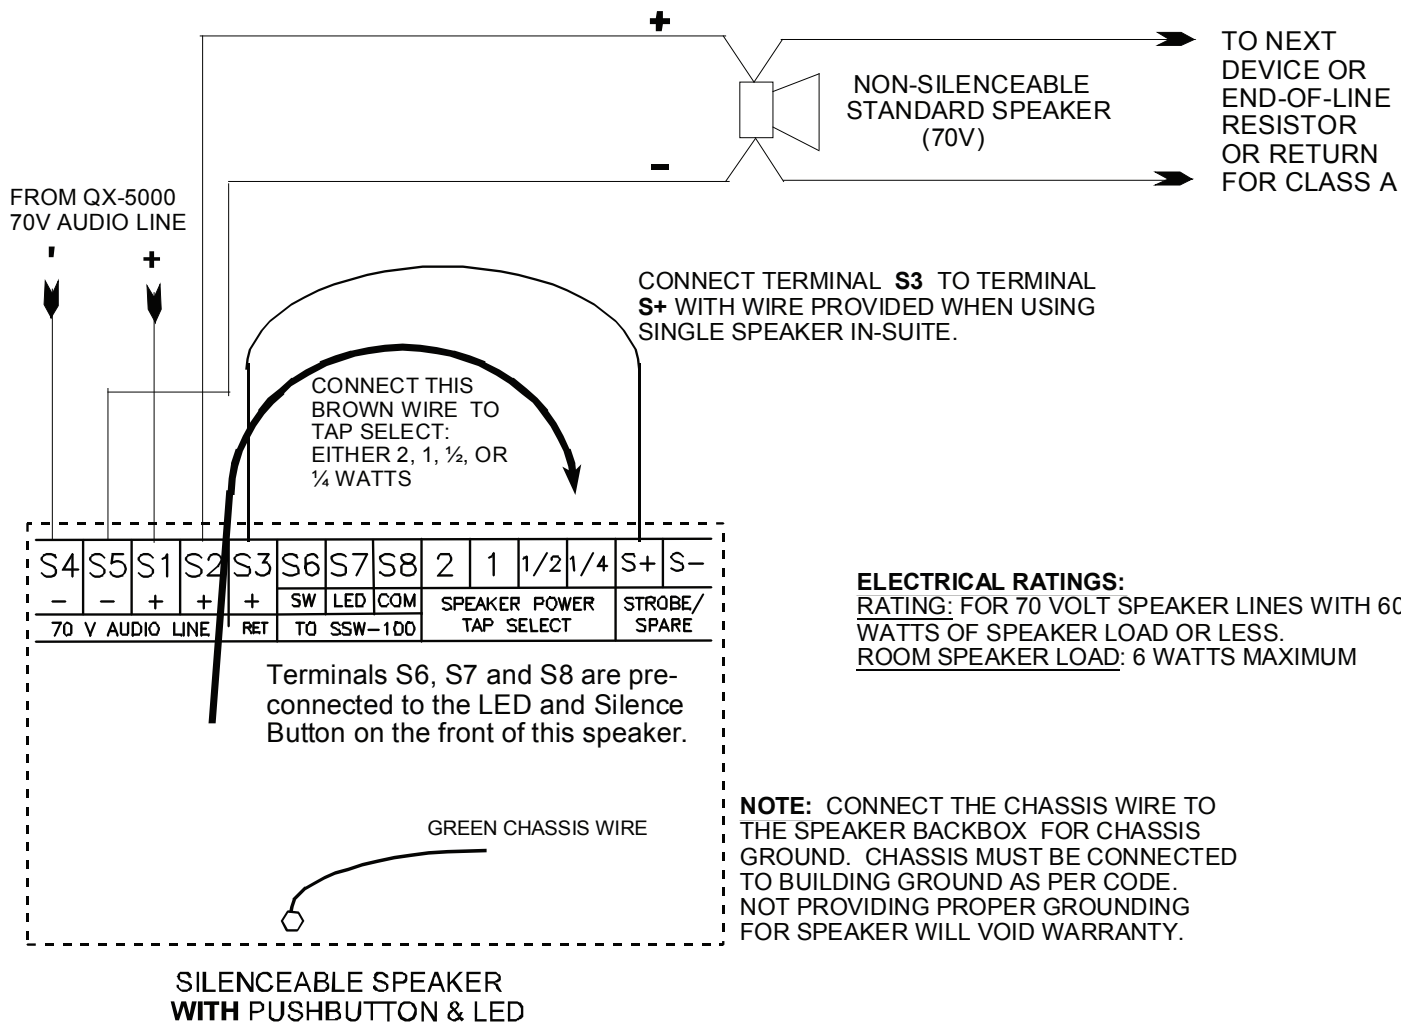 +
TO NEXT
DEVICE OR
END-OF-LINE
RESISTOR
OR RETURN
FOR CLASS A
NON-SILENCEABLE
STANDARD SPEAKER
(70V)
-
FROM QX-5000
70V AUDIO LINE
' +
CONNECT TERMINAL S3 TO TERMINAL
S+ WITH WIRE PROVIDED WHEN USING
SINGLE SPEAKER IN-SUITE.
CONNECT THIS
BROWN WIRE TO
TAP SELECT:
EITHER 2, 1, ½, OR
¼ WATTS
S4 S5 S1 S2 S3 S6 S7 S8 2 1 1/2 1/4 S+ S-
- - + + + SW LED COM SPEAKER POWER STROBE/
70 V AUDIO LINE RET TO SSW-100 TAP SELECT SPARE
Terminals S6, S7 and S8 are pre-
connected to the LED and Silence
Button on the front of this speaker.
ELECTRICAL RATINGS:
RATING: FOR 70 VOLT SPEAKER LINES WITH 60
WATTS OF SPEAKER LOAD OR LESS.
ROOM SPEAKER LOAD: 6 WATTS MAXIMUM
GREEN CHASSIS WIRE
NOTE: CONNECT THE CHASSIS WIRE TO
THE SPEAKER BACKBOX FOR CHASSIS
GROUND. CHASSIS MUST BE CONNECTED
TO BUILDING GROUND AS PER CODE.
NOT PROVIDING PROPER GROUNDING
FOR SPEAKER WILL VOID WARRANTY.
SILENCEABLE SPEAKER
WITH PUSHBUTTON & LED